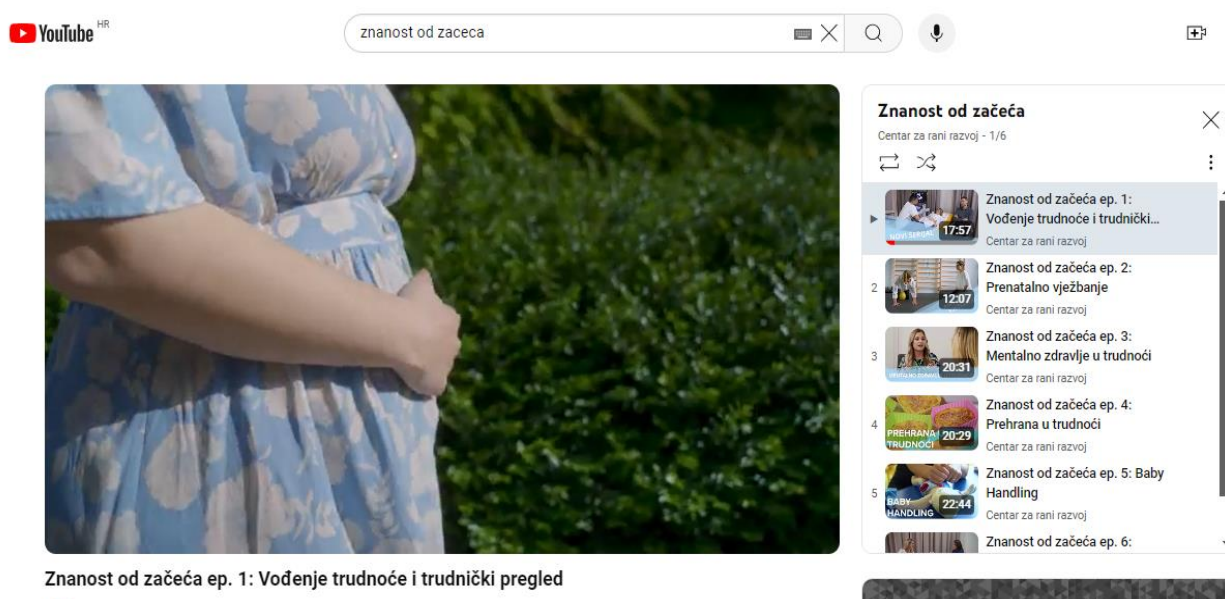 YouTube HR
znanost od zaceca
Znanost od začeća
Centar za rani razvoj - 1/6
17:57
NOVI SERIJAL
Znanost od začeća ep. 1:
Vođenje trudnoće i trudnički...
Centar za rani razvoj
2
12:07
Znanost od začeća ep. 2:
Prenatalno vježbanje
Centar za rani razvoj
3
20:31
Znanost od začeća ep. 3:
Mentalno zdravlje u trudnoći
Centar za rani razvoj
4
PREHRANA
TRUDNOĆI
20:29
Znanost od začeća ep. 4:
Prehrana u trudnoći
Centar za rani razvoj
5
BABY
HANDLING
22:44
Znanost od začeća ep. 5: Baby
Handling
Centar za rani razvoj
Znanost od začeća ep. 6:
Znanost od začeća ep. 1: Vođenje trudnoće i trudnički pregled